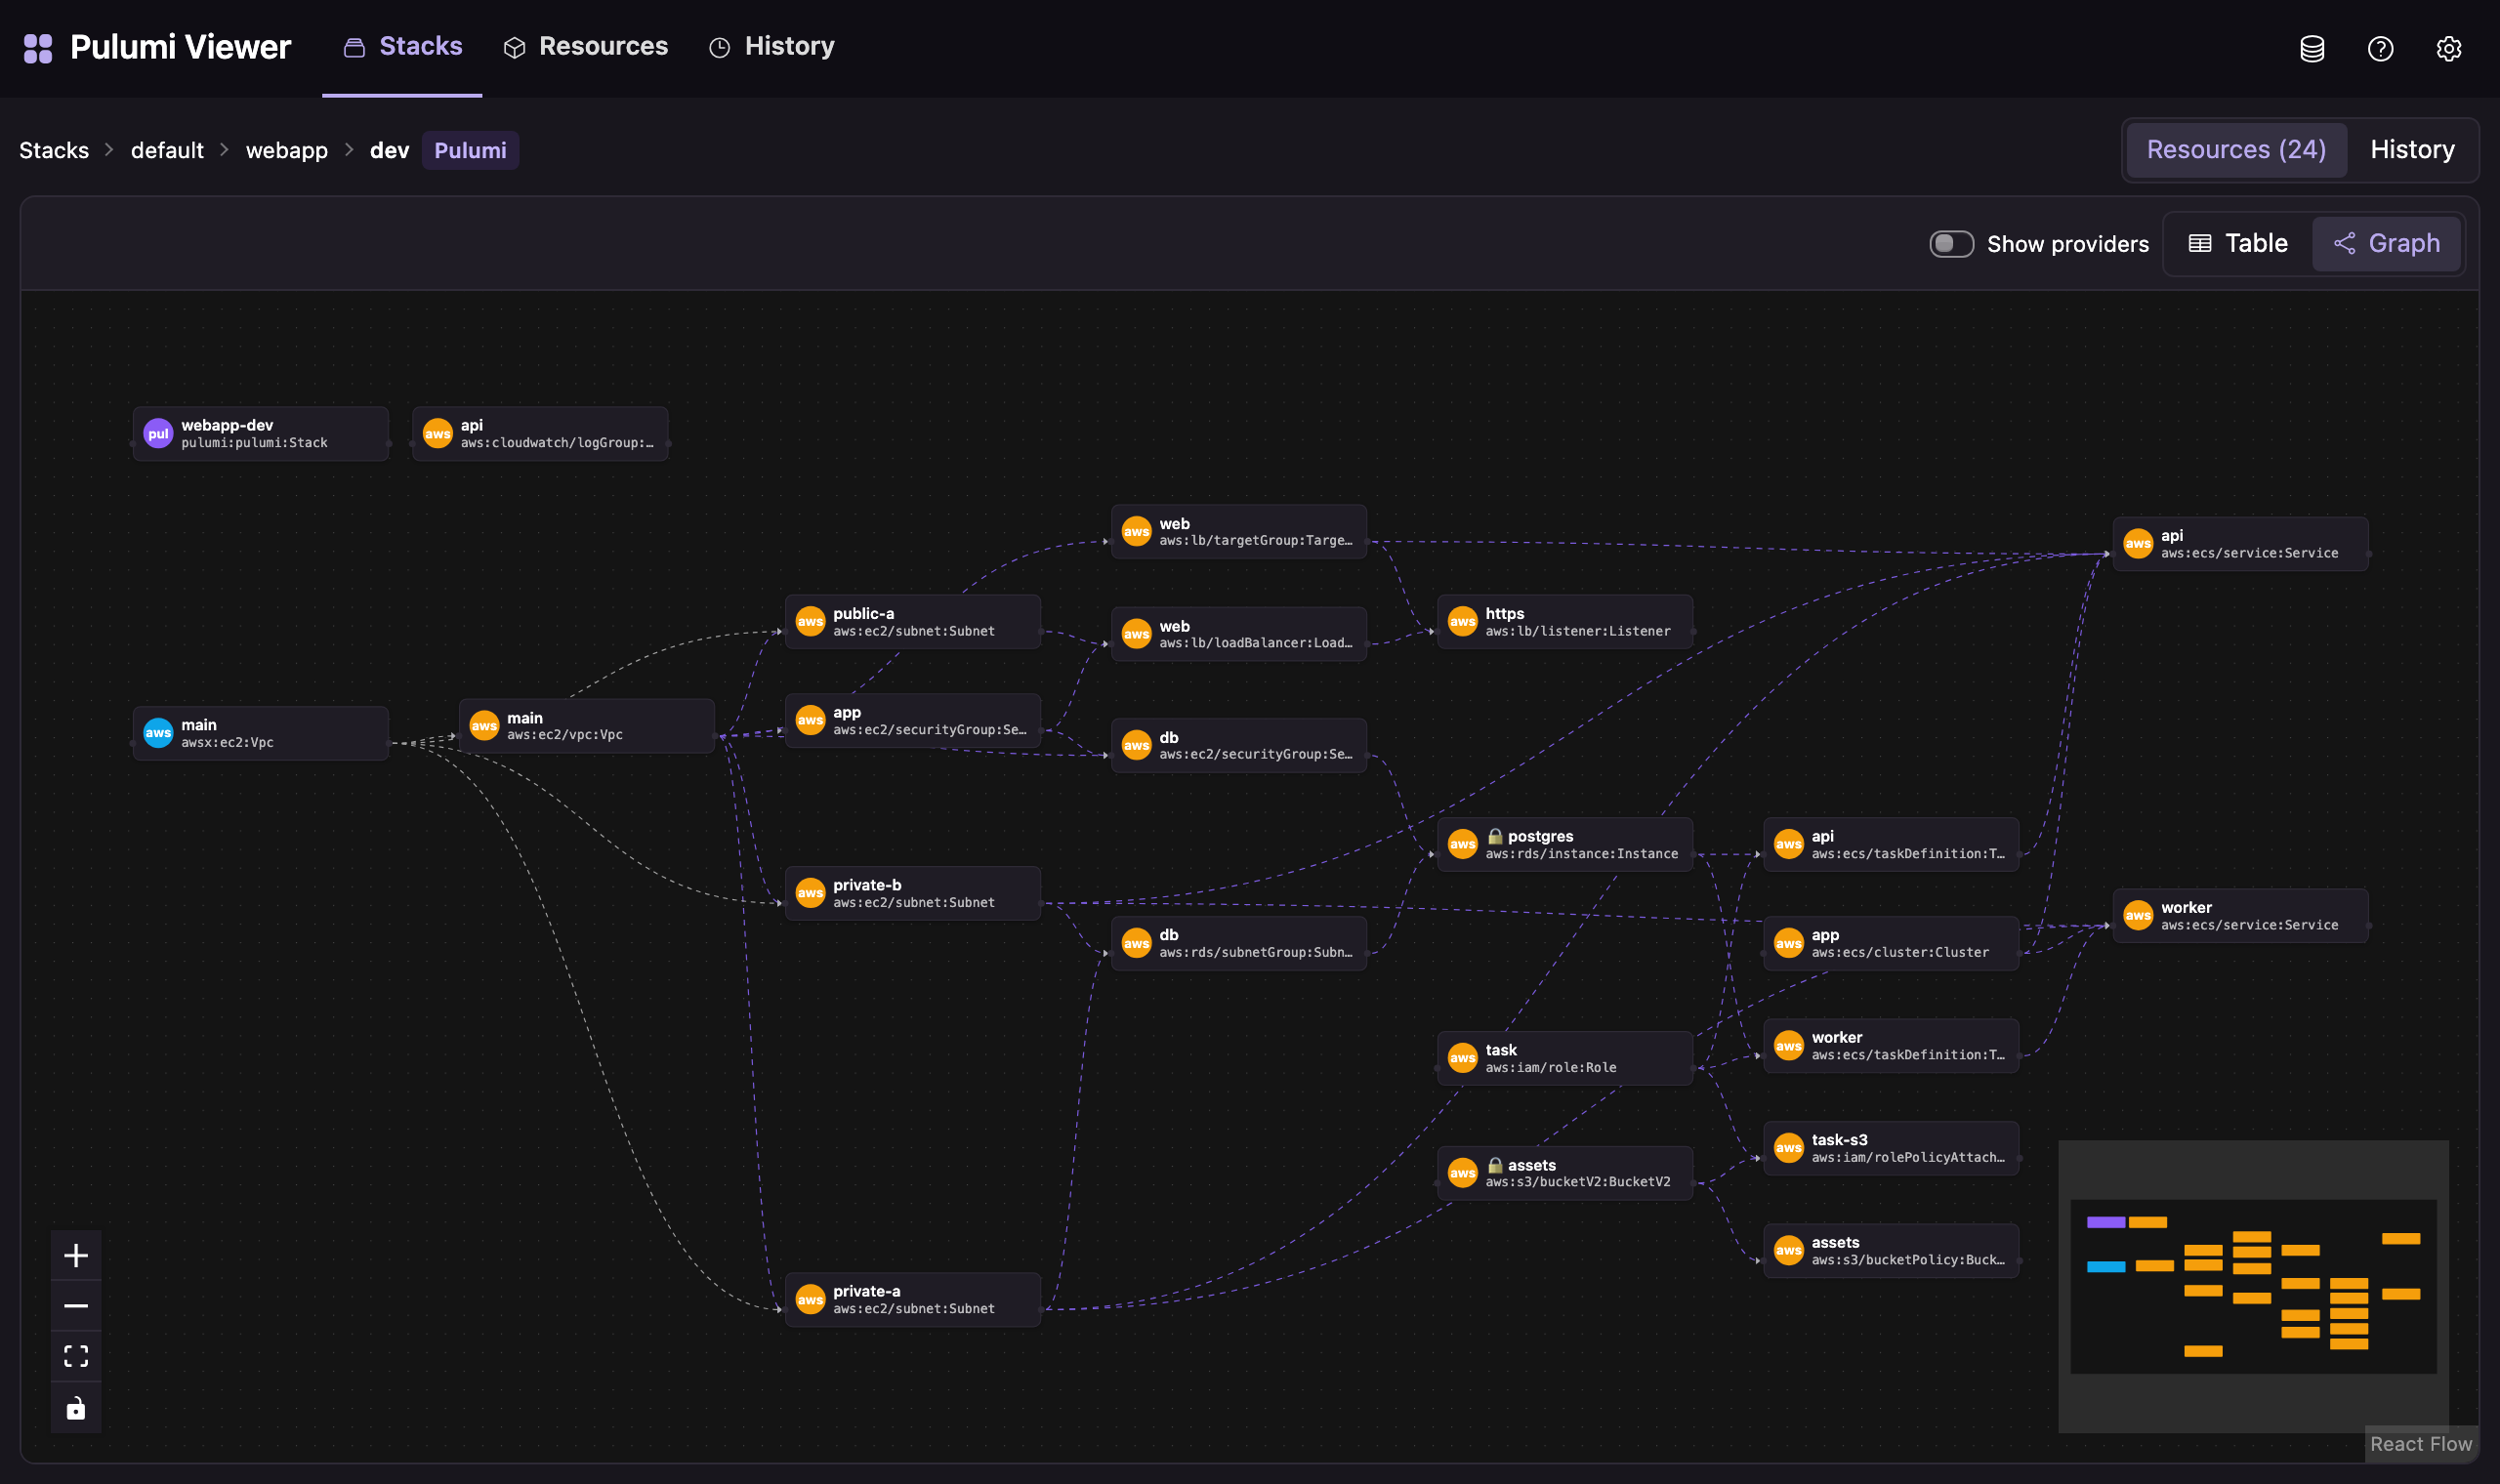 Pulumi Viewer
Stacks
Resources
History
Stacks > default > webapp > dev Pulumi
Resources (24)
History
Show providers
Table
Graph
pul
webapp-dev
pulumi:pulumi:Stack
aws
api
aws:cloudwatch/logGroup:…
aws
web
aws:lb/targetGroup:Targe…
aws
api
aws:ecs/service:Service
aws
public-a
aws:ec2/subnet:Subnet
aws
web
aws:lb/loadBalancer:Load…
aws
https
aws:lb/listener:Listener
aws
main
awsx:ec2:Vpc
aws
main
aws:ec2/vpc:Vpc
aws
app
aws:ec2/securityGroup:Se…
aws
db
aws:ec2/securityGroup:Se…
aws
postgres
aws:rds/instance:Instance
aws
api
aws:ecs/taskDefinition:T…
aws
private-b
aws:ec2/subnet:Subnet
aws
db
aws:rds/subnetGroup:Subn…
aws
app
aws:ecs/cluster:Cluster
aws
worker
aws:ecs/service:Service
aws
task
aws:iam/role:Role
aws
worker
aws:ecs/taskDefinition:T…
aws
assets
aws:s3/bucketV2:BucketV2
aws
task-s3
aws:iam/rolePolicyAttach…
aws
assets
aws:s3/bucketPolicy:Buck…
aws
private-a
aws:ec2/subnet:Subnet
React Flow